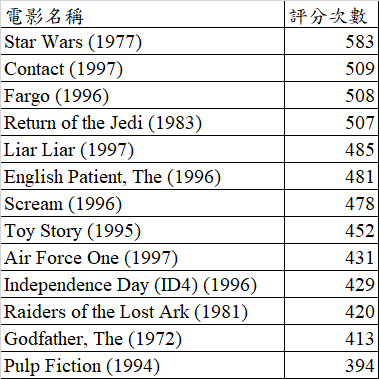 電影名稱 評分次數
Star Wars (1977) 583
Contact (1997) 509
Fargo (1996) 508
Return of the Jedi (1983) 507
Liar Liar (1997) 485
English Patient, The (1996) 481
Scream (1996) 478
Toy Story (1995) 452
Air Force One (1997) 431
Independence Day (ID4) (1996) 429
Raiders of the Lost Ark (1981) 420
Godfather, The (1972) 413
Pulp Fiction (1994) 394